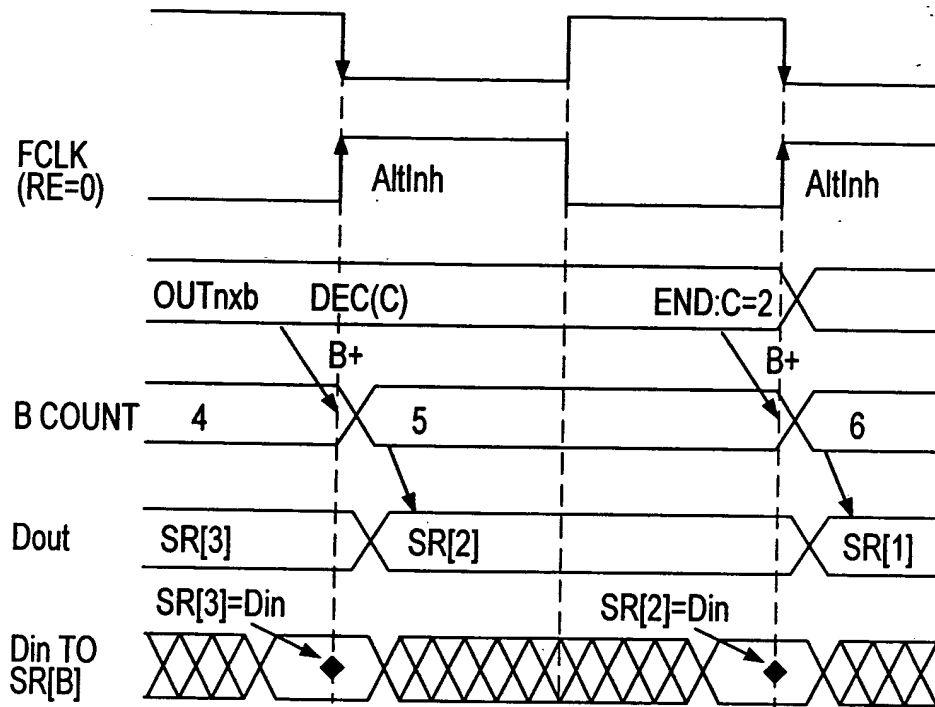 FCLK
(RE=0)
AltInh
AltInh
OUTnxb
DEC(C)
END:C=2
B+
B+
B COUNT
4
5
6
Dout
SR[3]
SR[2]
SR[1]
SR[3]=Din
SR[2]=Din
Din TO
SR[B]